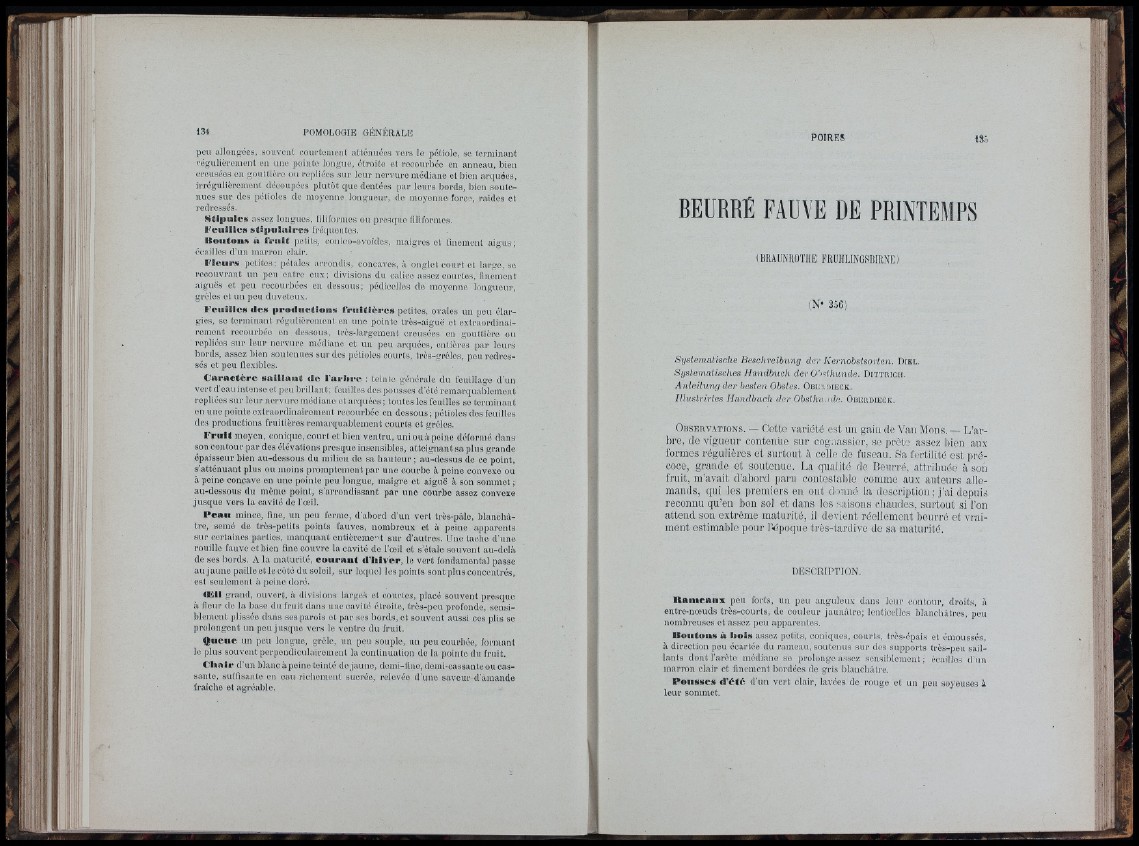 134 POMOLOGIE GÉNÉRALE
peu allongées, souvent courtement atténuées vers le pétiole, se terminant
régulièrement en une pointe longue, étroite et recourbée en anneau, bien
creusées en gouttière ou repliées sur leur nervure médiane et bien arquées,
irrégulièrement découpées plutôt que dentées par leurs bords, bien soute-
nues sur des pétioles de moyenne longueur, de moyenne force, raides et
redressés.
Stipules assez longues, filiformes ou presque filiformes.
Feuilles stipulaires fréquentes.
Boutons à fruit petits, conico-ovoïdes, maigres et finement aigus;
écailles d'un marron clair.
Fleurs petites; pétales arrondis, concaves, à onglet court et large, se
recouvrant un peu entre eux; divisions du calice assez courtes, finement
aiguës et peu recourbées en dessous; pédicelles de moyenne longueur,
grêles et un peu duveteux.
Feuilles des productions fruitières petites, ovales un peu élar-
gies, se terminant régulièrement en une pointe très-aiguë et extraordinai-
rement recourbée en dessous, très-largement creusées en gouttière ou
repliées sur leur nervure médiane et un peu arquées, entières par leurs
bords, assez bien soutenues sur des pétioles courts, très-grêles, peu redres-
sés et peu flexibles.
Caractère saillant de l'arbre : teinte générale du feuillage d'un
vert d'eau intense et peu brillant; feuilles des pousses d'été remarquablement
repliées sur leur nervure médiane et arquées; toutes les feuilles se terminant
en une pointe extraordinairement recourbée en dessous; pétioles des feuilles
des productions fruitières remarquablement courts et grêles.
Fruit moyen, conique, court et bien ventru, uni ou à peine déformé dans
son contour par des élévations presque insensibles, atteignant sa plus grande
épaisseur bien au-dessous du milieu de sa hauteur; au-dessus de ce point,
s'atténuant plus ou moins promptement par une courbe à peine convexe ou
à peine concave en une pointe peu longue, maigre et aiguë à son sommet;
au-dessous du même point, s'arrondissant par une courbe assez convexe
jusque vers la cavité de l'œil.
Peau mince, fine, un peu ferme, d'abord d'un vert très-pâle, blanchâ-
tre, semé de très-petits points fauves, nombreux et à peine apparents
sur certaines parties, manquant entièrement sur d'autres. Une tache d'une
rouille fauve et bien fine couvre la cavité de l'œil et s'étale souvent au-delà
de ses bords. A la maturité, courant d'hiver, le vert fondamental passe
au jaune paille et le côté du soleil, sur lequel les points sont plus concentrés,
est seulement à peine doré.
Œil grand, ouvert, à divisions larges et courtes, placé souvent presque
à fleur de la base du fruit dans une cavité étroite, très-peu profonde, sensi-
blement plissée dans ses parois et par ses bords, et souvent aussi ces plis se
prolongent un peu jusque vers le ventre du fruit.
Queue un peu longue, grêle, un peu souple, un peu courbée, formant
le plus souvent perpendiculairement la continuation de la pointe du fruit.
Chair d'un blanc à peine teinté de jaune, demi-fine, demi-cassante ou cas-
sante, suffisante en eau richement sucrée, relevée d'une saveur d'amande
fraîche et agréable.
POIRES 135
BEURRÉ FAUVE DE PRINTEMPS
(BRAUNROTHE FRUHLINGSBIRNE)
(N° 356)
Systematische Beschreibung der Kernobstsorten. DIEL.
Systematisches Handbuch der Obstkunde. DITTRICH.
Anleitung der besten Obstes. OBERDIECK.
Illustrirtes Handbuch der Obstkunde. OBERDIECK.
OBSERVATIONS. — Cette variété est un gain de Van Mons. — L'ar-
bre, de vigueur contenue sur cognassier, se prête assez bien aux
formes régulières et surtout à celle de fuseau. Sa fertilité est pré-
coce, grande et soutenue. La qualité de Beurré, attribuée à son
fruit, m'avait d'abord paru contestable comme aux auteurs alle-
mands, qui les premiers en ont donné la description; j'ai depuis
reconnu qu'en bon sol et dans les saisons chaudes, surtout si l'on
attend son extrême maturité, il devient réellement beurré et vrai-
ment estimable pour l'époque très-tardive de sa maturité.
DESCRIPTION.
Rameaux peu forts, un peu anguleux dans leur contour, droits, à
entre-nœuds très-courts, de couleur jaunâtre; lenticelles blanchâtres, peu
nombreuses et assez peu apparentes.
Boutons à bois assez petits, coniques, courts, très-épais et émoussés,
à direction peu écartée du rameau, soutenus sur des supports très-peu sail-
lants dont l'arête médiane se prolonge assez sensiblement; écailles d'un
marron clair et finement bordées de gris blanchâtre.
Pousses d'été d'un vert clair, lavées de rouge et un peu soyeuses à
leur sommet.